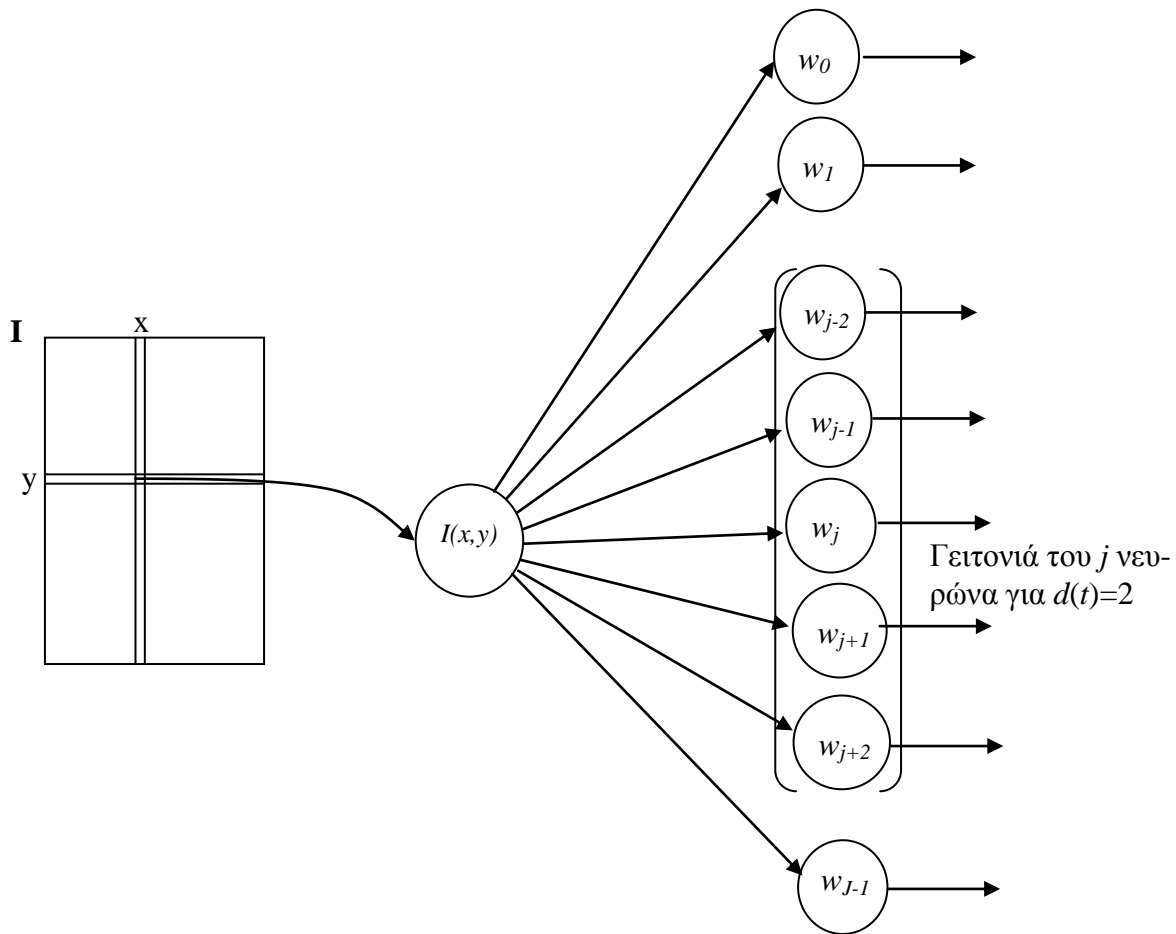 w0
w1
wj-2
x
I
wj-1
y
I(x,y)
wj
Γειτονιά του j νευ-
ρώνα για d(t)=2
wj+1
wj+2
wJ-1